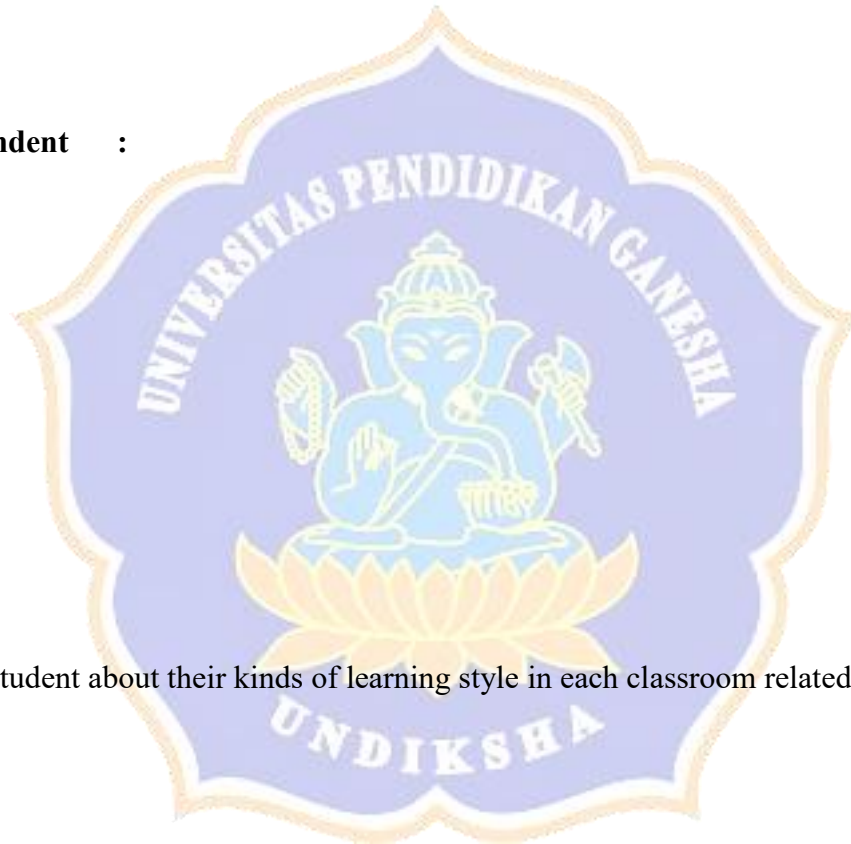 ndent :
UNIVERSITAS PENDIDIKAN GANESHA
tudent about their kinds of learning style in each classroom related
UNDIKSHA